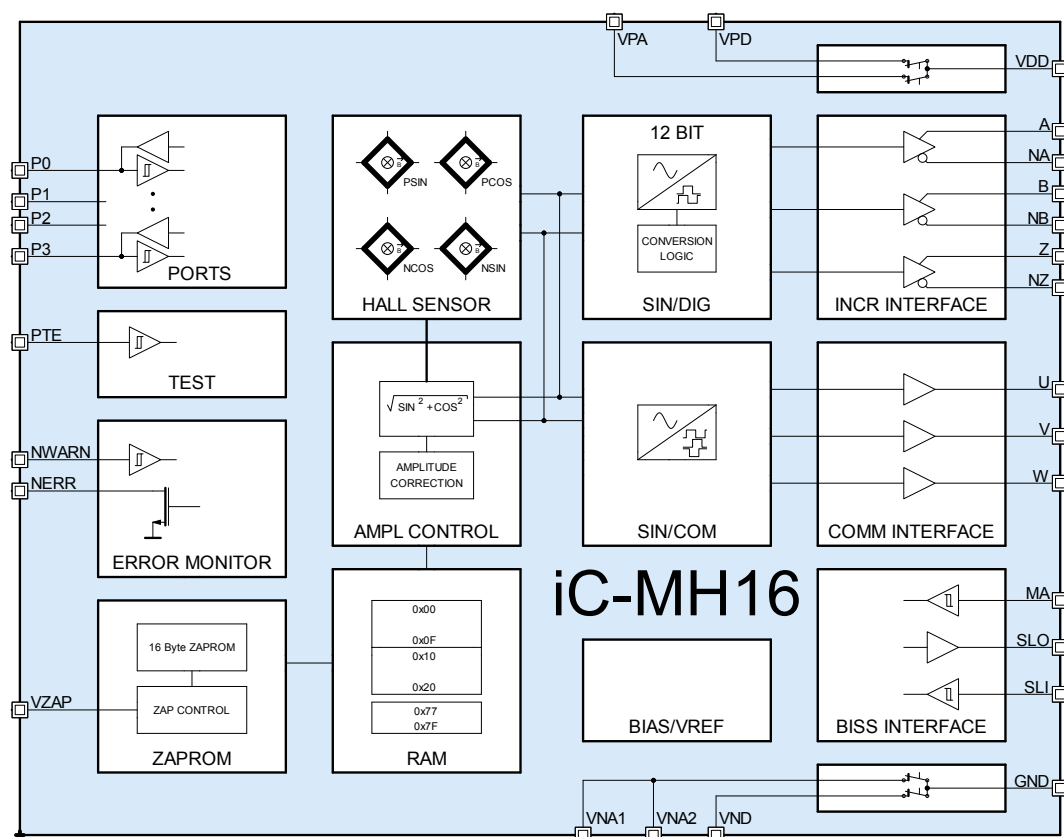 VPA
VPD
VDD
P0
P1
P2
P3
PORTS
PSIN
PCOS
NCOS
NSIN
B
B
B
B
HALL SENSOR
12 BIT
CONVERSION
LOGIC
SIN/DIG
A
NA
B
NB
Z
NZ
INCR INTERFACE
PTE
TEST
√SIN² + COS²
AMPLITUDE
CORRECTION
AMPL CONTROL
SIN/COM
U
V
W
COMM INTERFACE
NWARN
NERR
ERROR MONITOR
iC-MH16
16 Byte ZAPROM
ZAP CONTROL
VZAP
ZAPROM
0x00
0x0F
0x10
0x20
0x77
0x7F
RAM
BIAS/VREF
MA
SLO
SLI
BISS INTERFACE
GND
VNA1
VNA2
VND